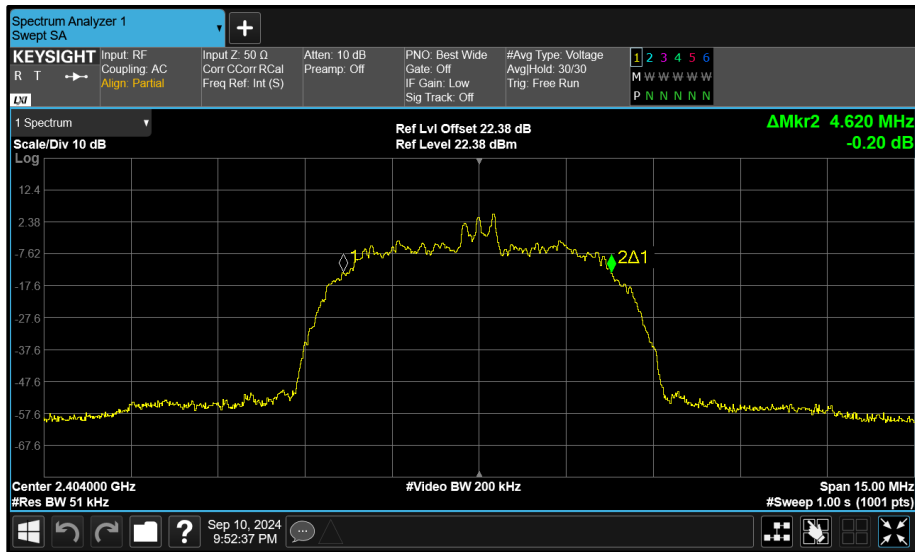 Spectrum Analyzer 1
Swept SA
+
KEYSIGHT
R T
LXI
Input: RF
Coupling: AC
Align: Partial
Input Z: 50 Ω
Corr CCorr RCal
Freq Ref: Int (S)
Atten: 10 dB
Preamp: Off
PNO: Best Wide
Gate: Off
IF Gain: Low
Sig Track: Off
#Avg Type: Voltage
Avg|Hold: 30/30
Trig: Free Run
1 2 3 4 5 6
M W W W W W
P N N N N N
1 Spectrum
Scale/Div 10 dB
Ref Lvl Offset 22.38 dB
Ref Level 22.38 dBm
ΔMkr2 4.620 MHz
-0.20 dB
Log
12.4
2.38
-7.62
-17.6
-27.6
-37.6
-47.6
-57.6
-67.6
1
2Δ1
Center 2.404000 GHz
#Video BW 200 kHz
Span 15.00 MHz
#Res BW 51 kHz
#Sweep 1.00 s (1001 pts)
?
Sep 10, 2024
9:52:37 PM